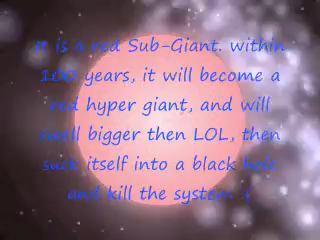 It is a red Sub-Giant. within
100 years, it will become a
red hyper giant, and will
swell bigger then LOL, then
suck itself into a black hole
and kill the system